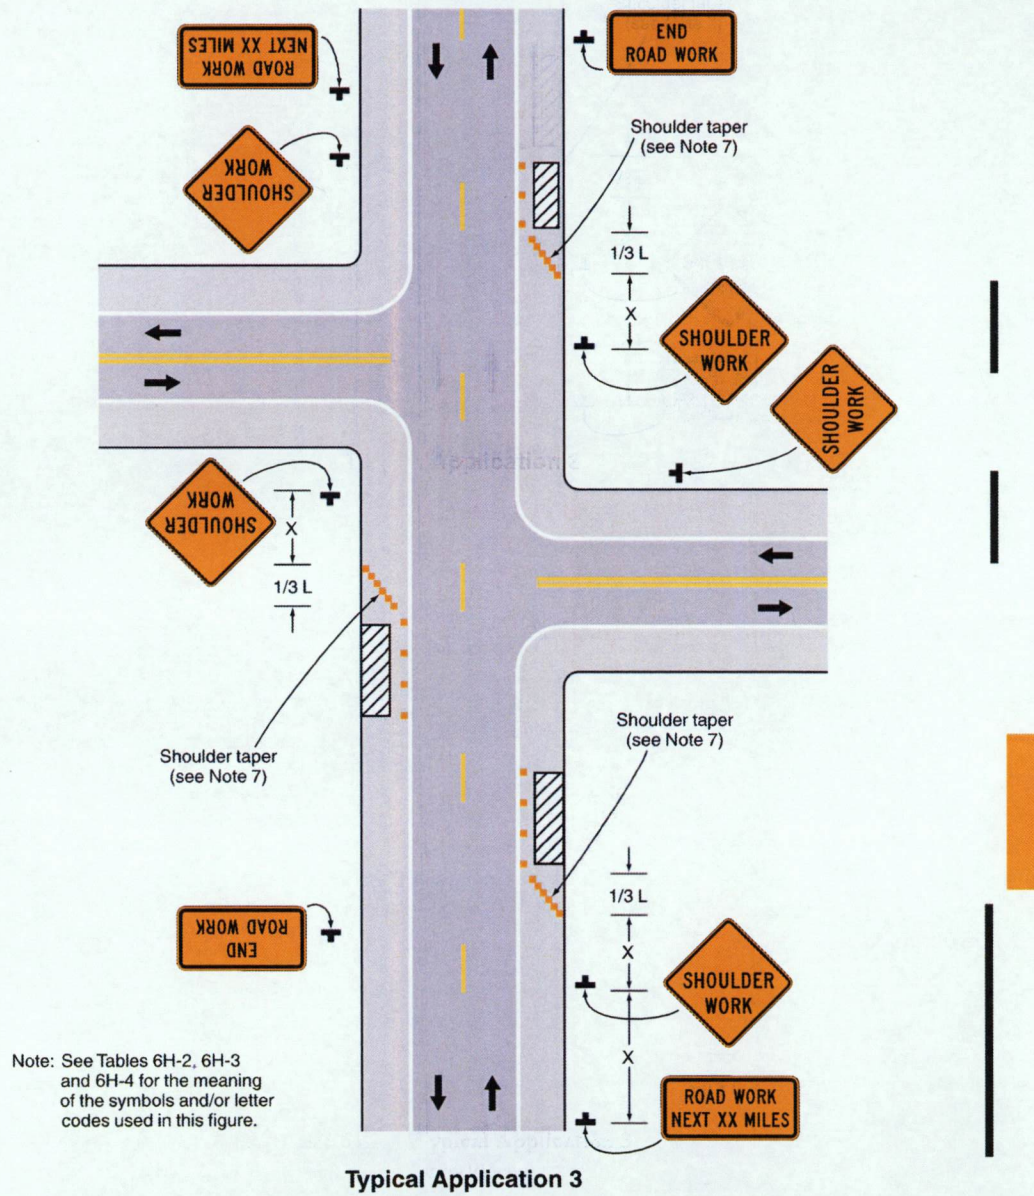 ROAD WORK
NEXT XX MILES
END
ROAD WORK
SHOULDER
WORK
Shoulder taper
(see Note 7)
1/3 L
X
SHOULDER
WORK
SHOULDER
WORK
SHOULDER
WORK
X
1/3 L
Shoulder taper
(see Note 7)
Shoulder taper
(see Note 7)
1/3 L
X
END
ROAD WORK
SHOULDER
WORK
X
Note: See Tables 6H-2, 6H-3
and 6H-4 for the meaning
of the symbols and/or letter
codes used in this figure.
ROAD WORK
NEXT XX MILES
Typical Application 3